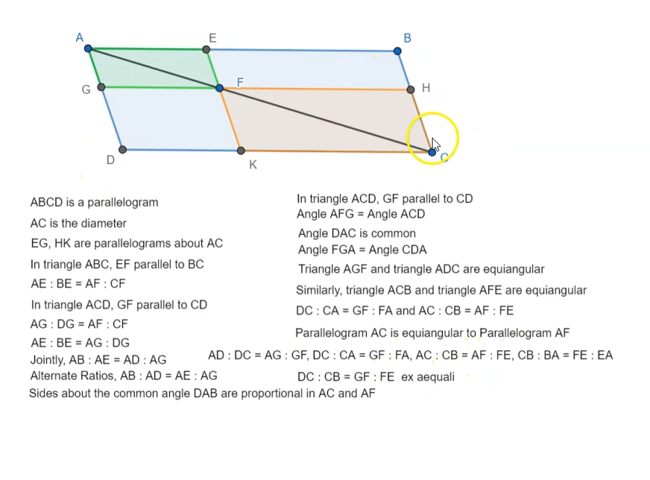 A
E
B
G
F
H
D
K
C
ABCD is a parallelogram
AC is the diameter
EG, HK are parallelograms about AC
In triangle ABC, EF parallel to BC
AE : BE = AF : CF
In triangle ACD, GF parallel to CD
AG : DG = AF : CF
AE : BE = AG : DG
Jointly, AB : AE = AD : AG
Alternate Ratios, AB : AD = AE : AG
Sides about the common angle DAB are proportional in AC and AF
In triangle ACD, GF parallel to CD
Angle AFG = Angle ACD
Angle DAC is common
Angle FGA = Angle CDA
Triangle AGF and triangle ADC are equiangular
Similarly, triangle ACB and triangle AFE are equiangular
DC : CA = GF : FA and AC : CB = AF : FE
Parallelogram AC is equiangular to Parallelogram AF
AD : DC = AG : GF, DC : CA = GF : FA, AC : CB = AF : FE, CB : BA = FE : EA
DC : CB = GF : FE ex aequali